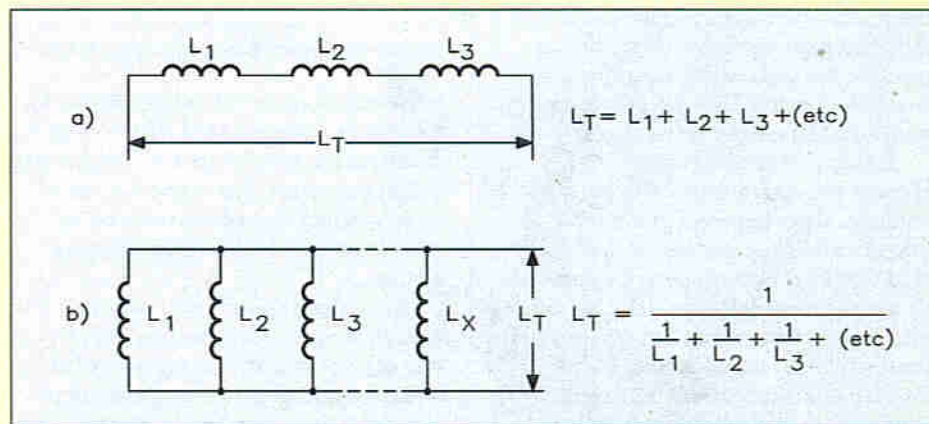 L1 L2 L3
a)
LT
LT= L1+ L2 + L3 +(etc)
b) L1 L2 L3 LX LT
LT = 1 / (1/L1 + 1/L2 + 1/L3 + (etc))